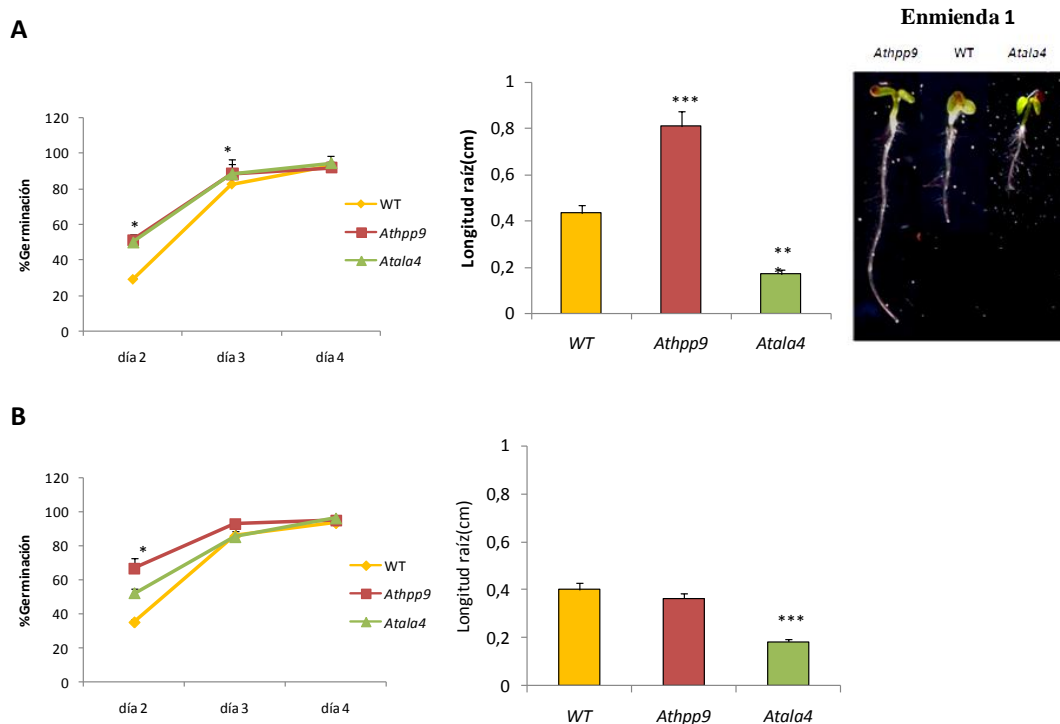 A
Enmienda 1
Athpp9 WT Atala4
%Germinación
120
100
80
60
40
20
0
*
*
día 2 día 3 día 4
WT
Athpp9
Atala4
Longitud raíz(cm)
1
0,8
0,6
0,4
0,2
0
***
**
*
WT Athpp9 Atala4
B
%Germinación
120
100
80
60
40
20
0
*
día 2 día 3 día 4
WT
Athpp9
Atala4
Longitud raíz(cm)
1
0,8
0,6
0,4
0,2
0
***
WT Athpp9 Atala4